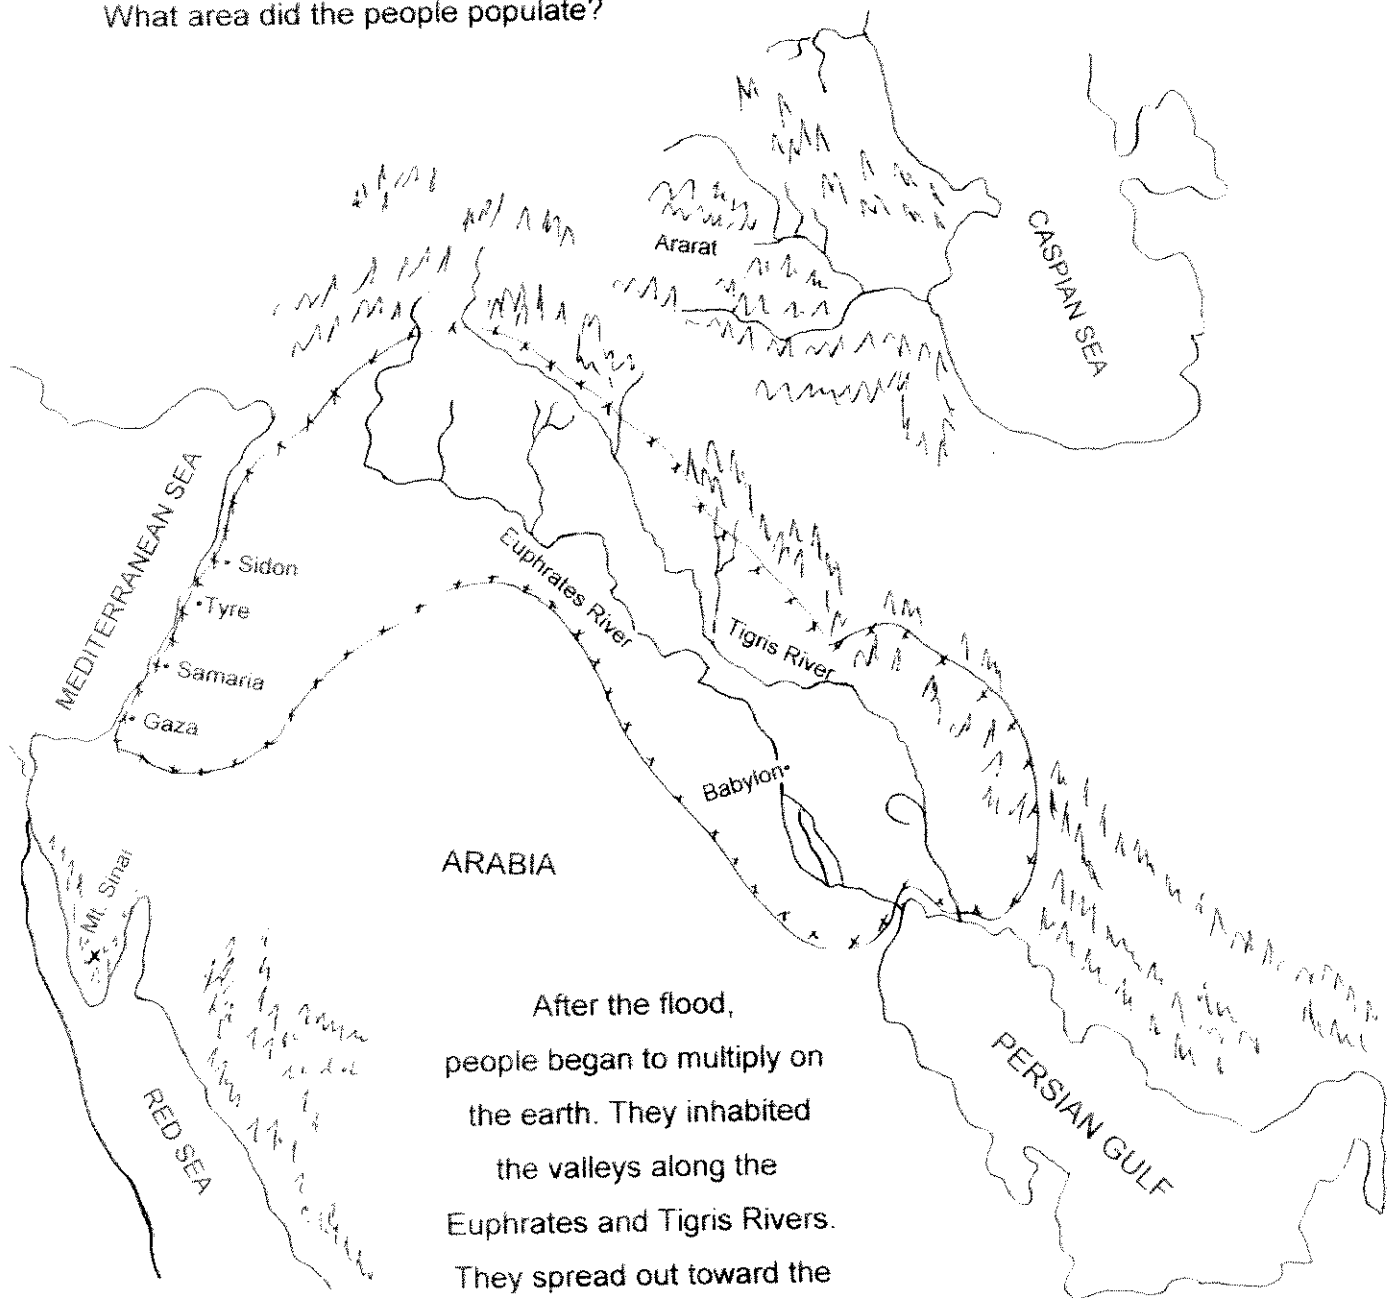 What area did the people populate?
Ararat
CASPIAN SEA
MEDITERRANEAN SEA
Sidon
Tyre
Samaria
Gaza
Euphrates River
Tigris River
Babylon
Mt. Sinai
ARABIA
RED SEA
PERSIAN GULF
After the flood,
people began to multiply on
the earth. They inhabited
the valleys along the
Euphrates and Tigris Rivers.
They spread out toward the